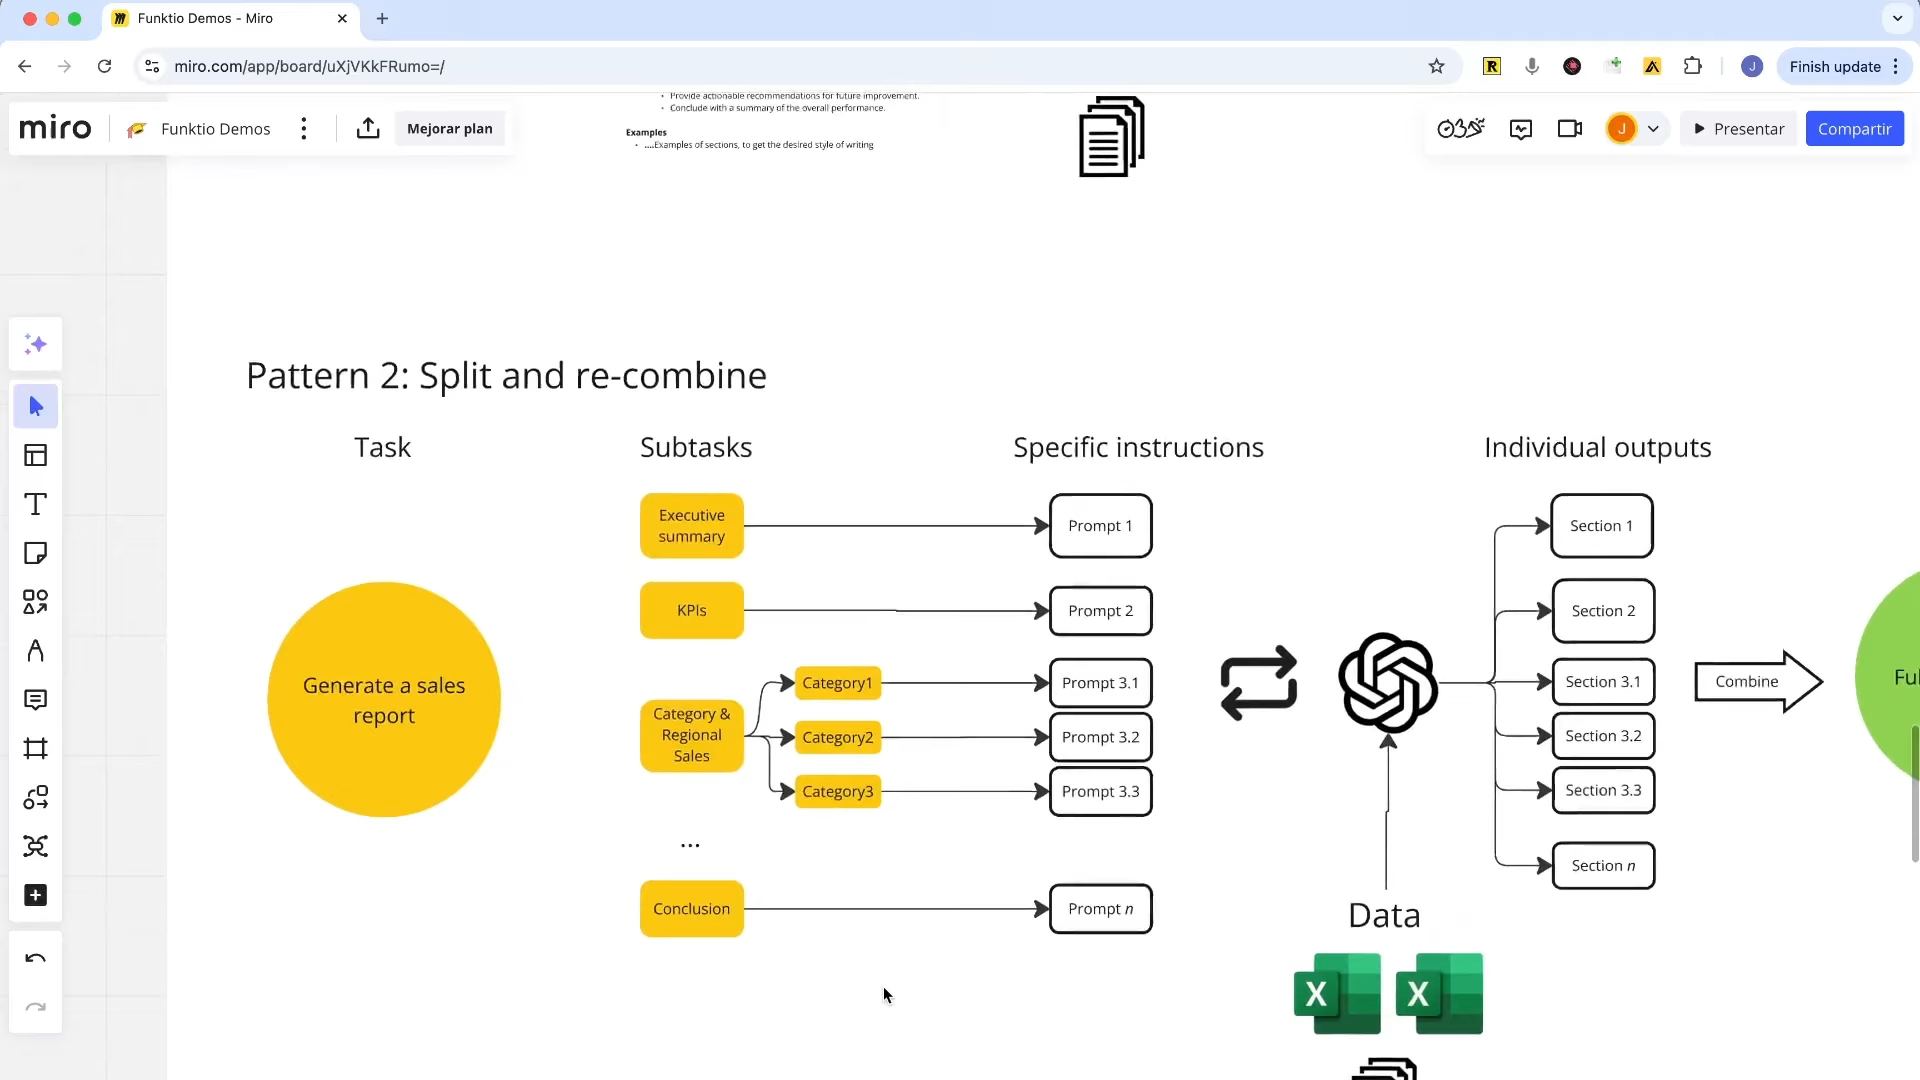 Funktio Demos - Miro
miro.com/app/board/uXjVKkFRumo=/
Finish update
miro
Funktio Demos
Mejorar plan
Presentar
Compartir
Provide actionable recommendations for future improvement.
Conclude with a summary of the overall performance.
Examples
....Examples of sections, to get the desired style of writing
Pattern 2: Split and re-combine
Task
Subtasks
Specific instructions
Individual outputs
Generate a sales
report
Executive
summary
KPIs
Category &
Regional
Sales
Category1
Category2
Category3
...
Conclusion
Prompt 1
Prompt 2
Prompt 3.1
Prompt 3.2
Prompt 3.3
Prompt n
Data
X
X
Section 1
Section 2
Section 3.1
Section 3.2
Section 3.3
Section n
Combine